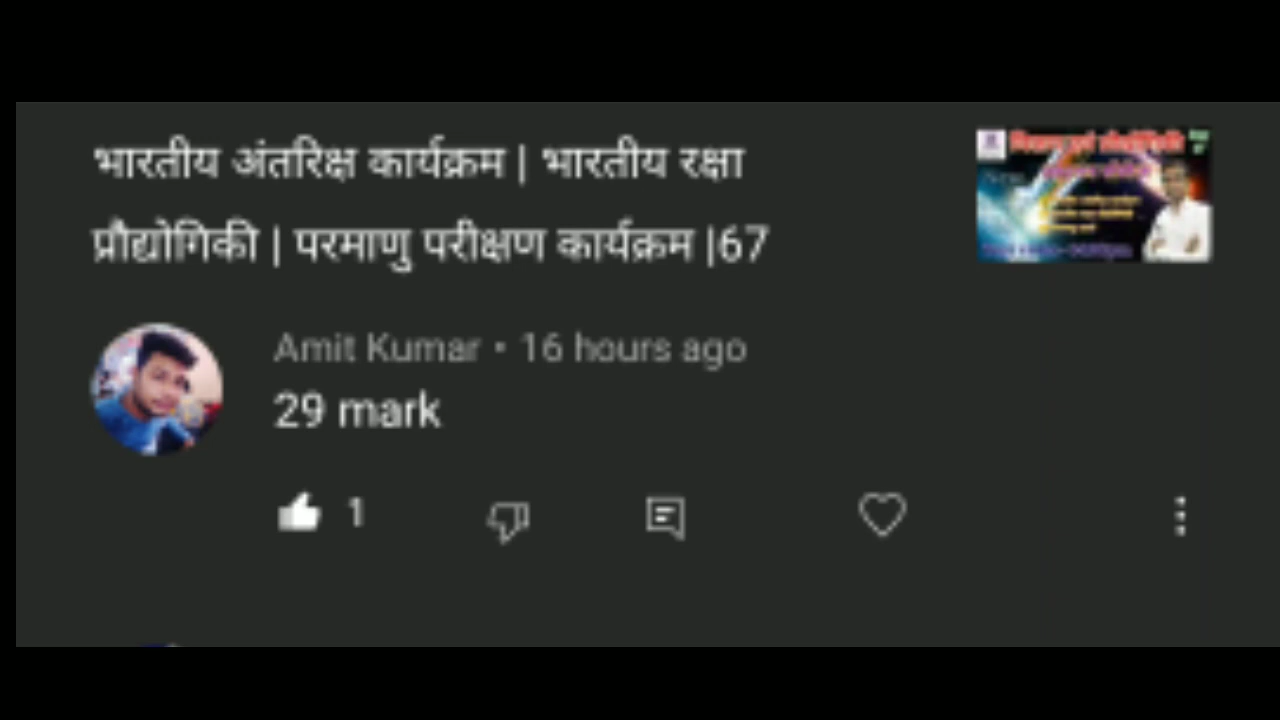 भारतीय अंतरिक्ष कार्यक्रम | भारतीय रक्षा
प्रौद्योगिकी | परमाणु परीक्षण कार्यक्रम |67
Amit Kumar • 16 hours ago
29 mark
1